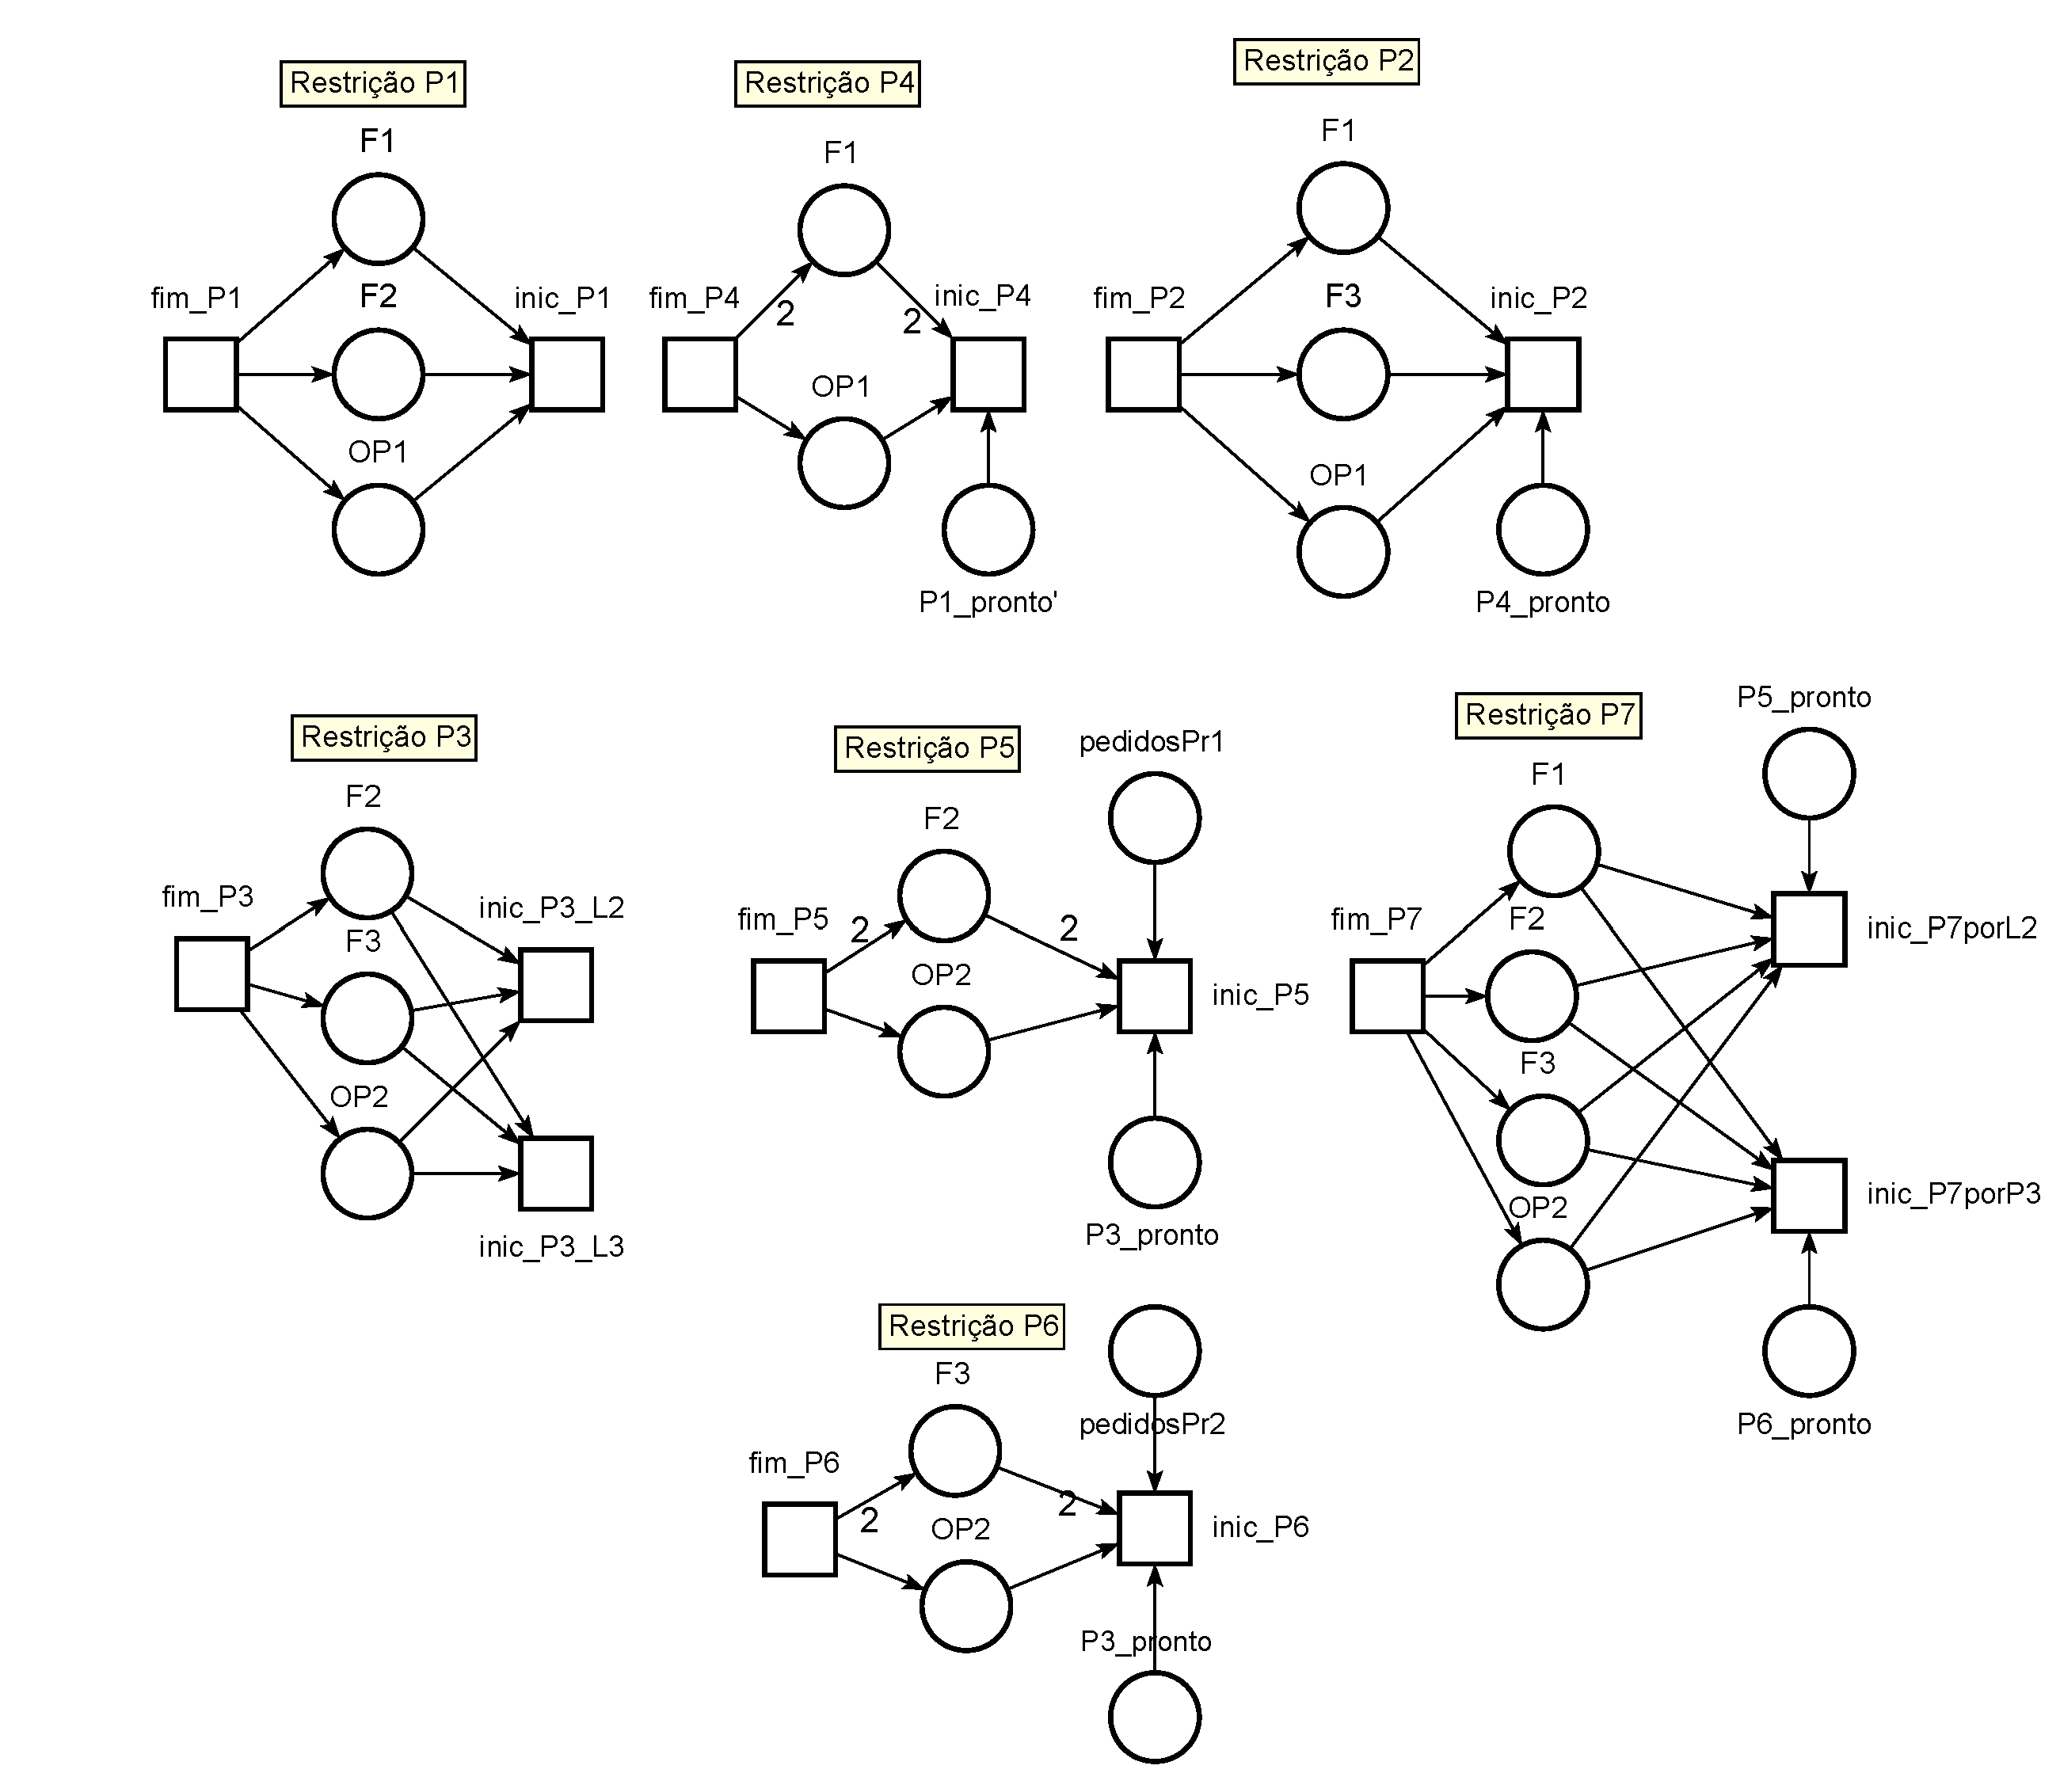 Restrição P1
F1
F2
fim_P1
inic_P1
OP1
Restrição P4
F1
fim_P4
inic_P4
2
2
OP1
P1_pronto'
Restrição P2
F1
F3
fim_P2
inic_P2
OP1
P4_pronto
Restrição P3
F2
fim_P3
inic_P3_L2
F3
OP2
inic_P3_L3
Restrição P5
pedidosPr1
F2
fim_P5
2
2
OP2
inic_P5
P3_pronto
Restrição P7
P5_pronto
F1
fim_P7
F2
inic_P7porL2
F3
inic_P7porP3
OP2
P6_pronto
Restrição P6
F3
pedidosPr2
fim_P6
2
2
OP2
inic_P6
P3_pronto